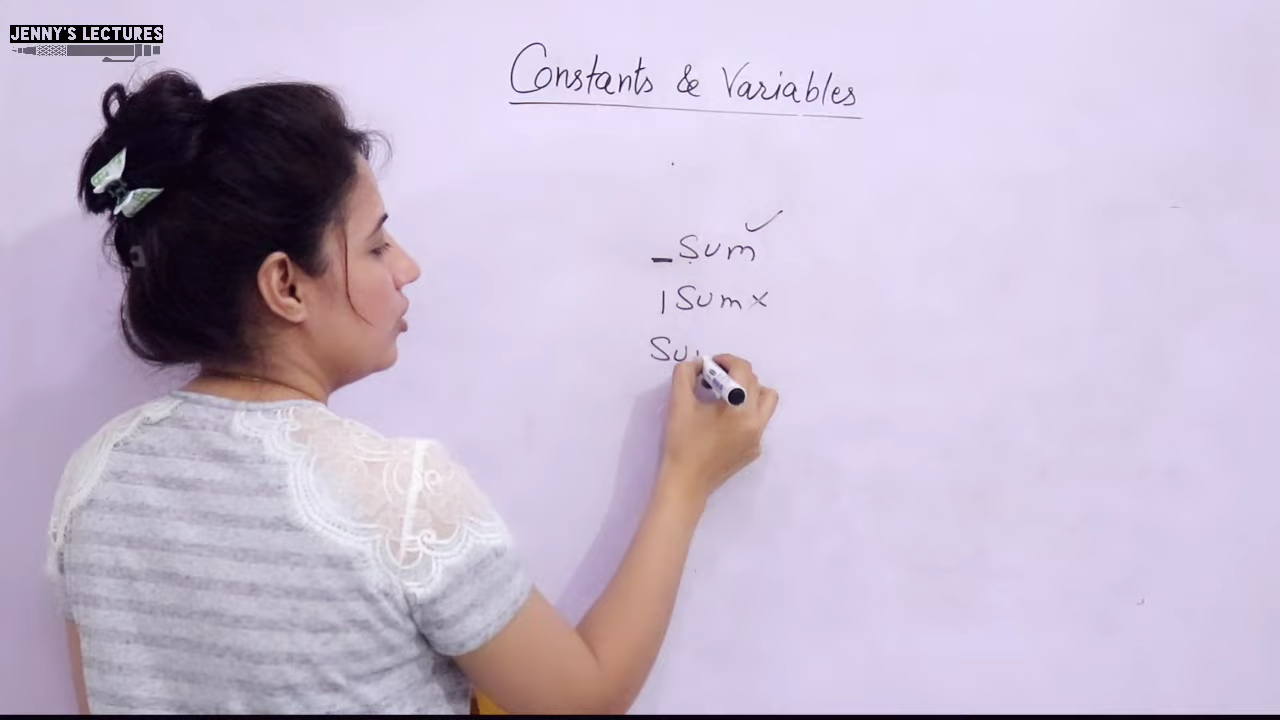 JENNY'S LECTURES
Constants & Variables
_Sum ✓
1Sum x
Su